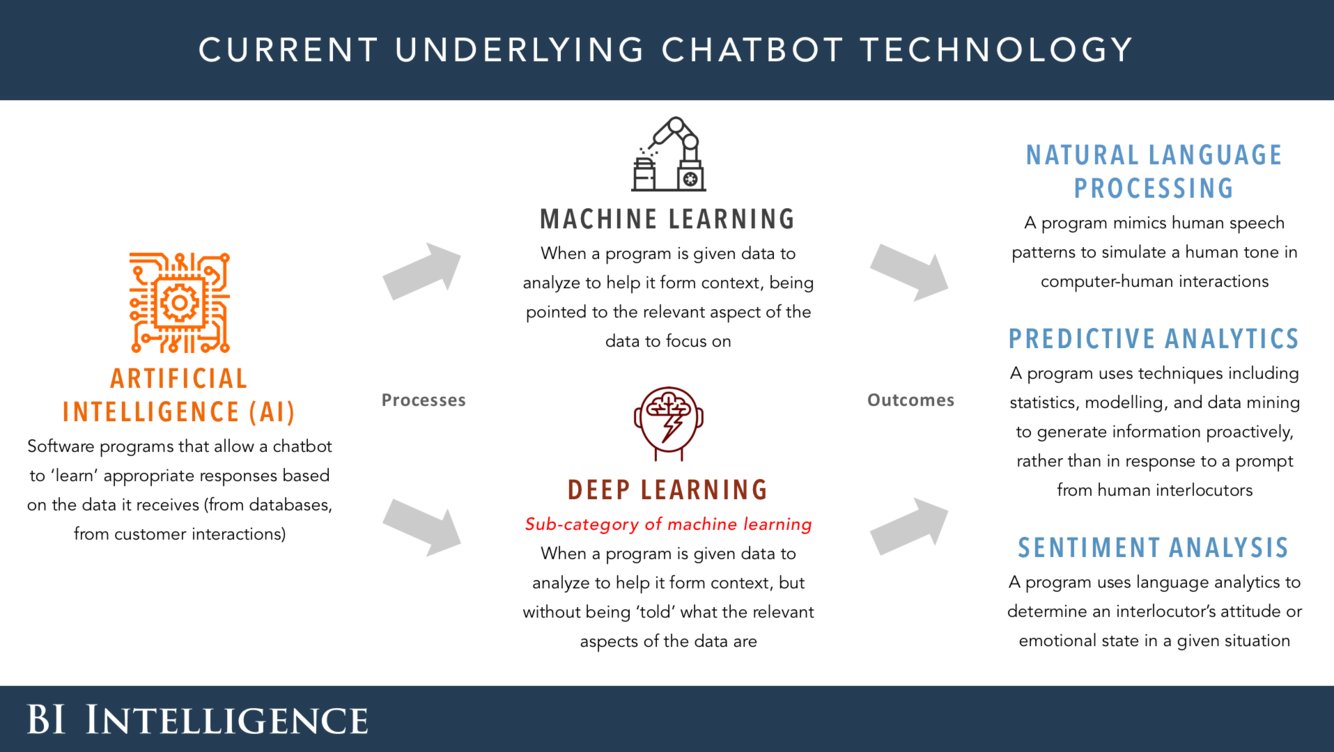 CURRENT UNDERLYING CHATBOT TECHNOLOGY
ARTIFICIAL
INTELLIGENCE (AI)
Software programs that allow a chatbot
to ‘learn’ appropriate responses based
on the data it receives (from databases,
from customer interactions)
Processes
MACHINE LEARNING
When a program is given data to
analyze to help it form context, being
pointed to the relevant aspect of the
data to focus on
DEEP LEARNING
Sub-category of machine learning
When a program is given data to
analyze to help it form context, but
without being ‘told’ what the relevant
aspects of the data are
Outcomes
NATURAL LANGUAGE
PROCESSING
A program mimics human speech
patterns to simulate a human tone in
computer-human interactions
PREDICTIVE ANALYTICS
A program uses techniques including
statistics, modelling, and data mining
to generate information proactively,
rather than in response to a prompt
from human interlocutors
SENTIMENT ANALYSIS
A program uses language analytics to
determine an interlocutor’s attitude or
emotional state in a given situation
BI INTELLIGENCE